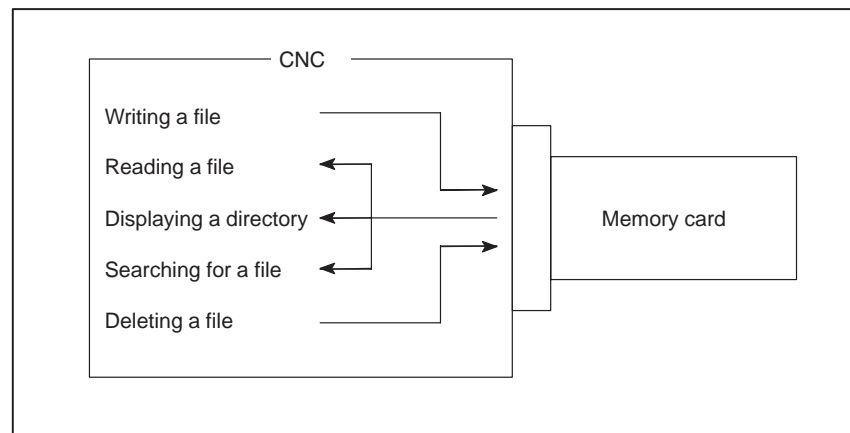 CNC
Writing a file
Reading a file
Displaying a directory
Memory card
Searching for a file
Deleting a file